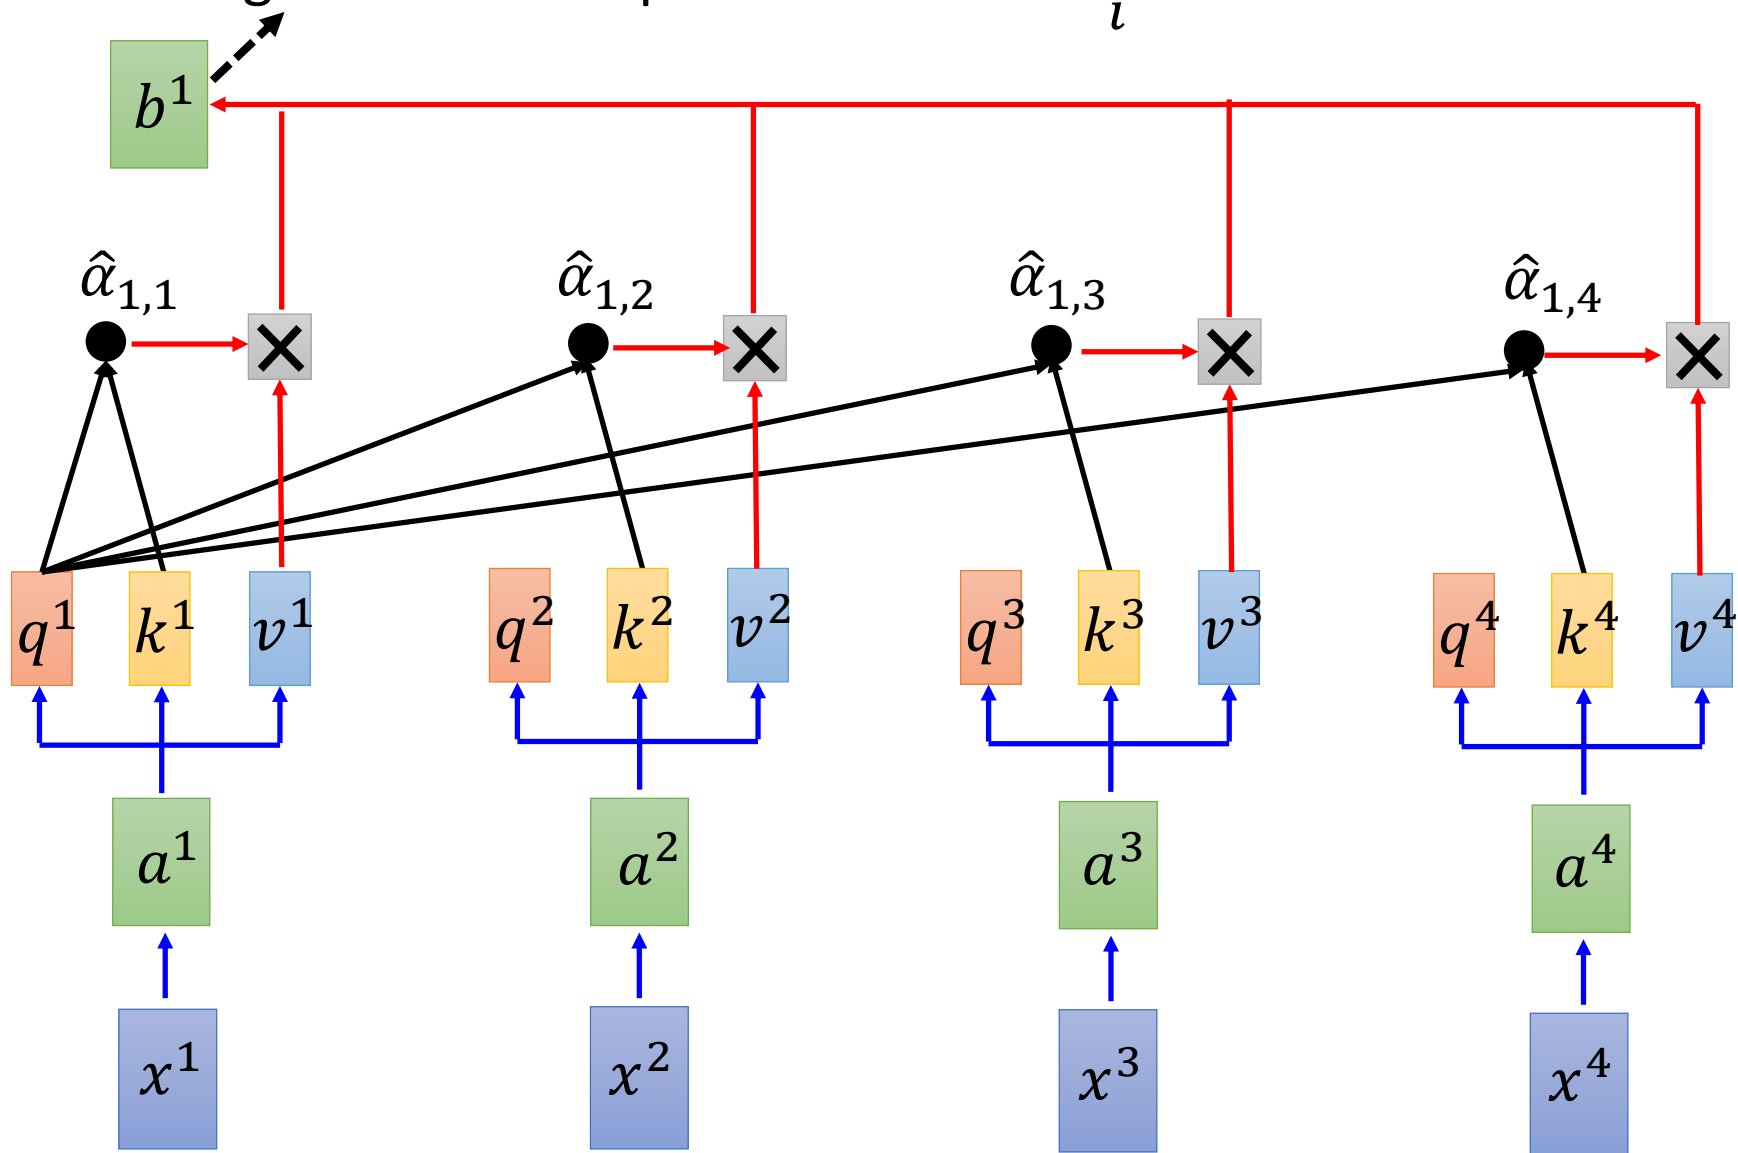 i
b¹
α̂₁,₁ α̂₁,₂ α̂₁,₃ α̂₁,₄
q¹ k¹ v¹ q² k² v² q³ k³ v³ q⁴ k⁴ v⁴
a¹ a² a³ a⁴
x¹ x² x³ x⁴